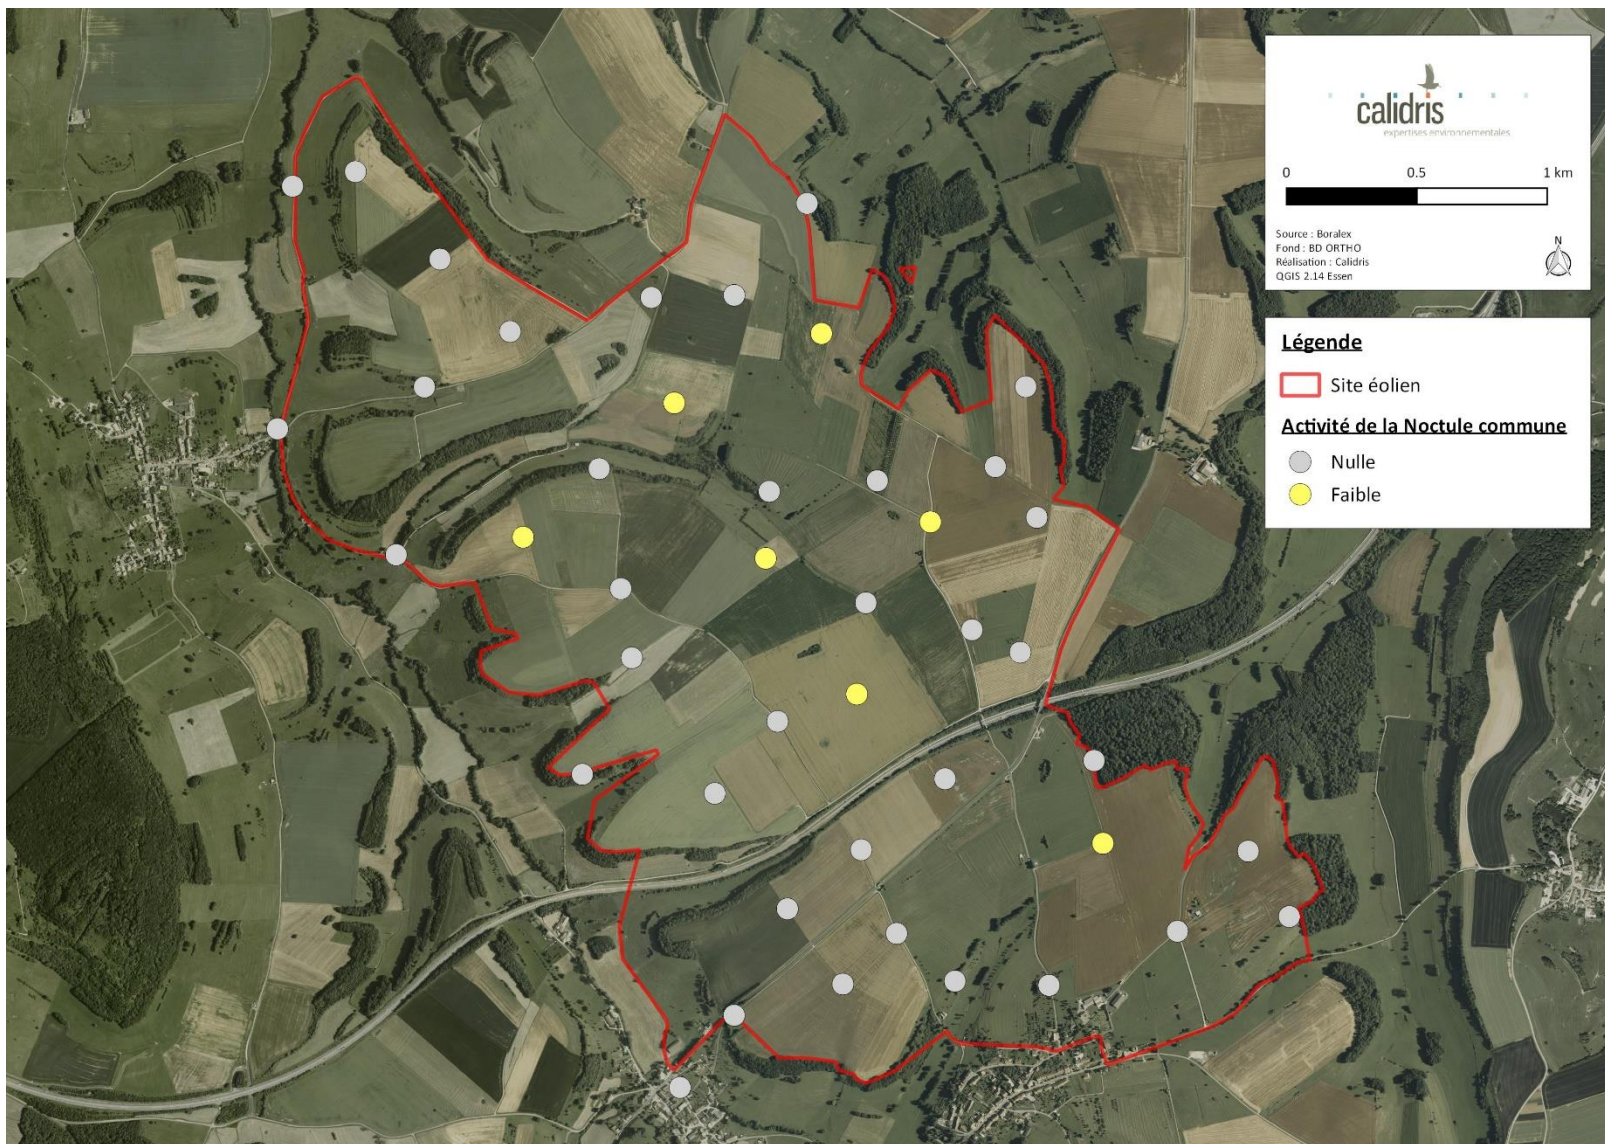 calidris
expertises environnementales
0 0.5 1 km
Source : Boralex
Fond : BD ORTHO
Réalisation : Calidris
QGIS 2.14 Essen
N
Légende
Site éolien
Activité de la Noctule commune
Nulle
Faible